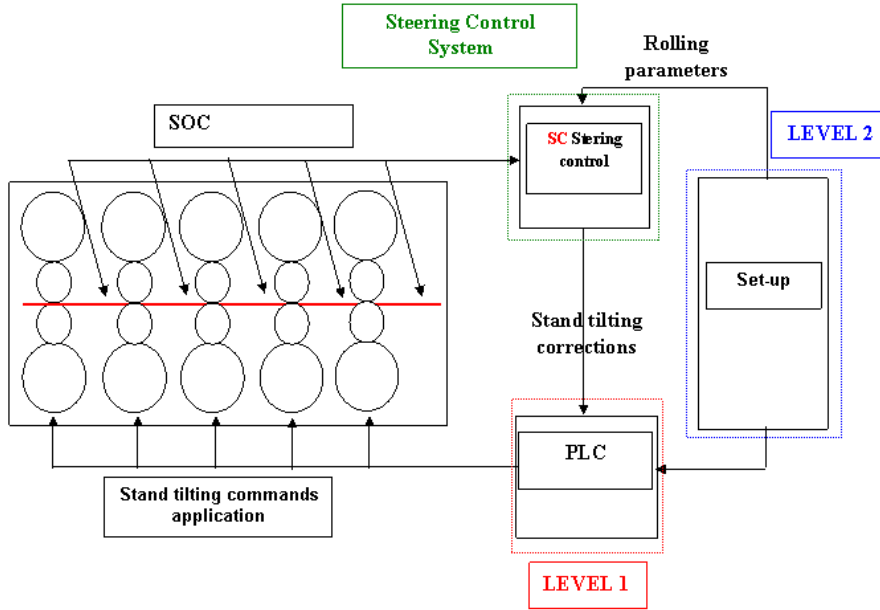 Steering Control
System
Rolling
parameters
SOC
LEVEL 2
SC Stering
control
Set-up
Stand tilting
corrections
PLC
Stand tilting commands
application
LEVEL 1